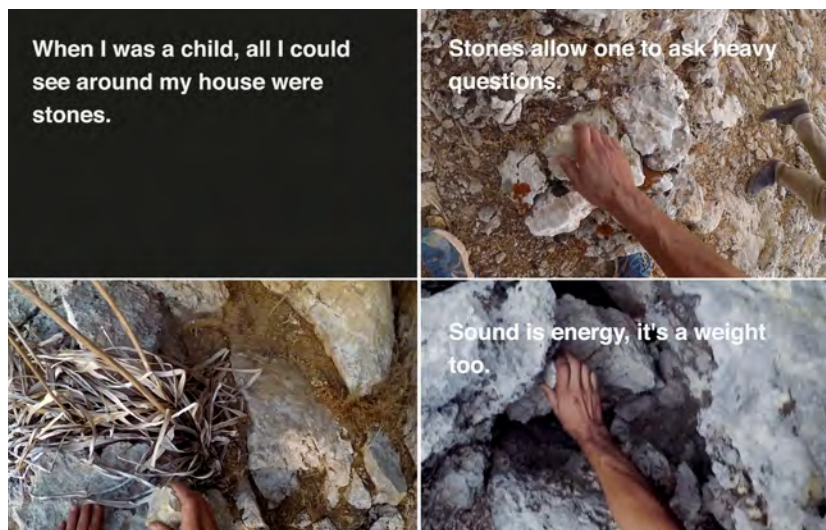 When I was a child, all I could
see around my house were
stones.
Stones allow one to ask heavy
questions.
Sound is energy, it's a weight
too.